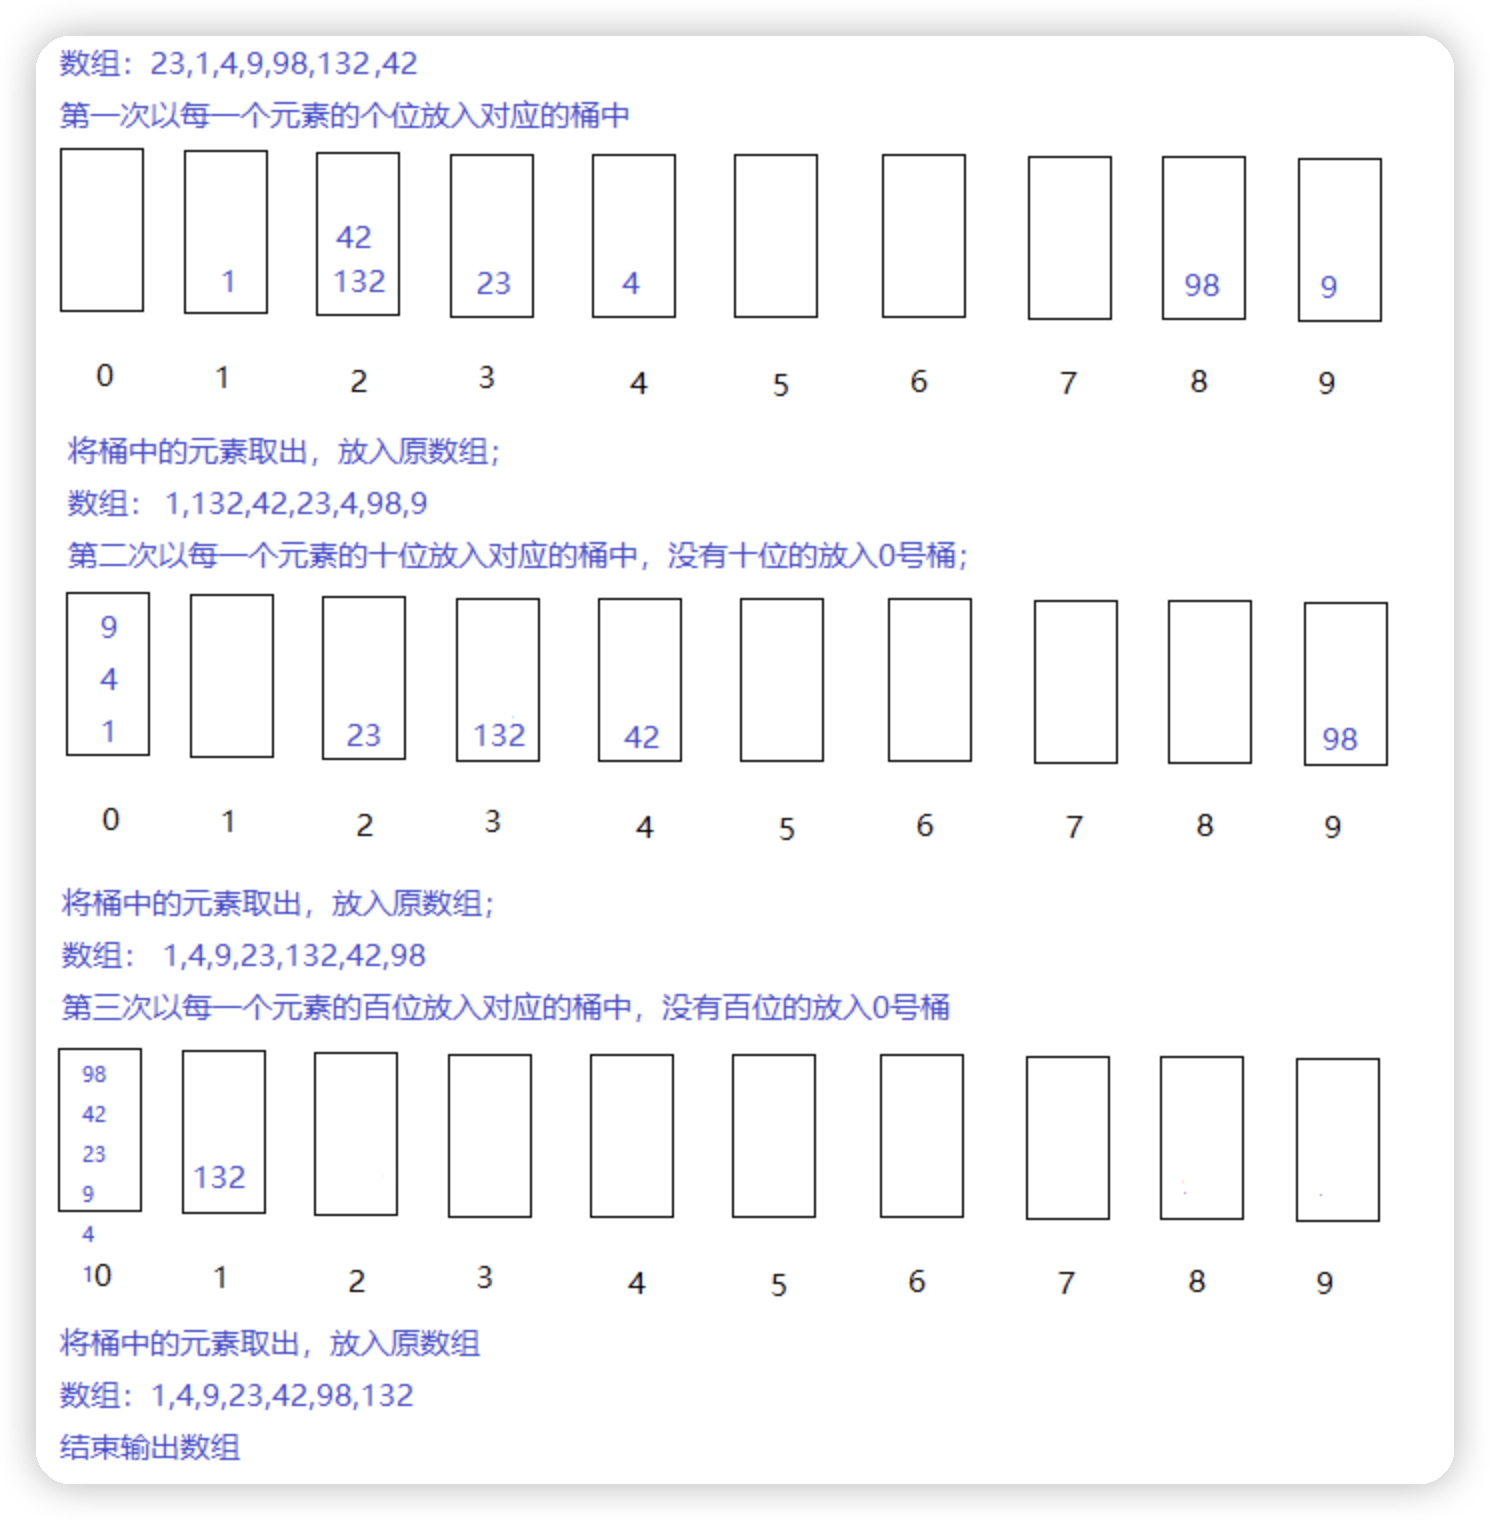 数组：23,1,4,9,98,132,42
第一次以每一个元素的个位放入对应的桶中
42
1 132 23 4 98 9
0 1 2 3 4 5 6 7 8 9
将桶中的元素取出，放入原数组；
数组： 1,132,42,23,4,98,9
第二次以每一个元素的十位放入对应的桶中，没有十位的放入0号桶；
9
4
1 23 132 42 98
0 1 2 3 4 5 6 7 8 9
将桶中的元素取出，放入原数组；
数组： 1,4,9,23,132,42,98
第三次以每一个元素的百位放入对应的桶中，没有百位的放入0号桶
98
42
23
132
9
4
1
0 1 2 3 4 5 6 7 8 9
将桶中的元素取出，放入原数组
数组：1,4,9,23,42,98,132
结束输出数组